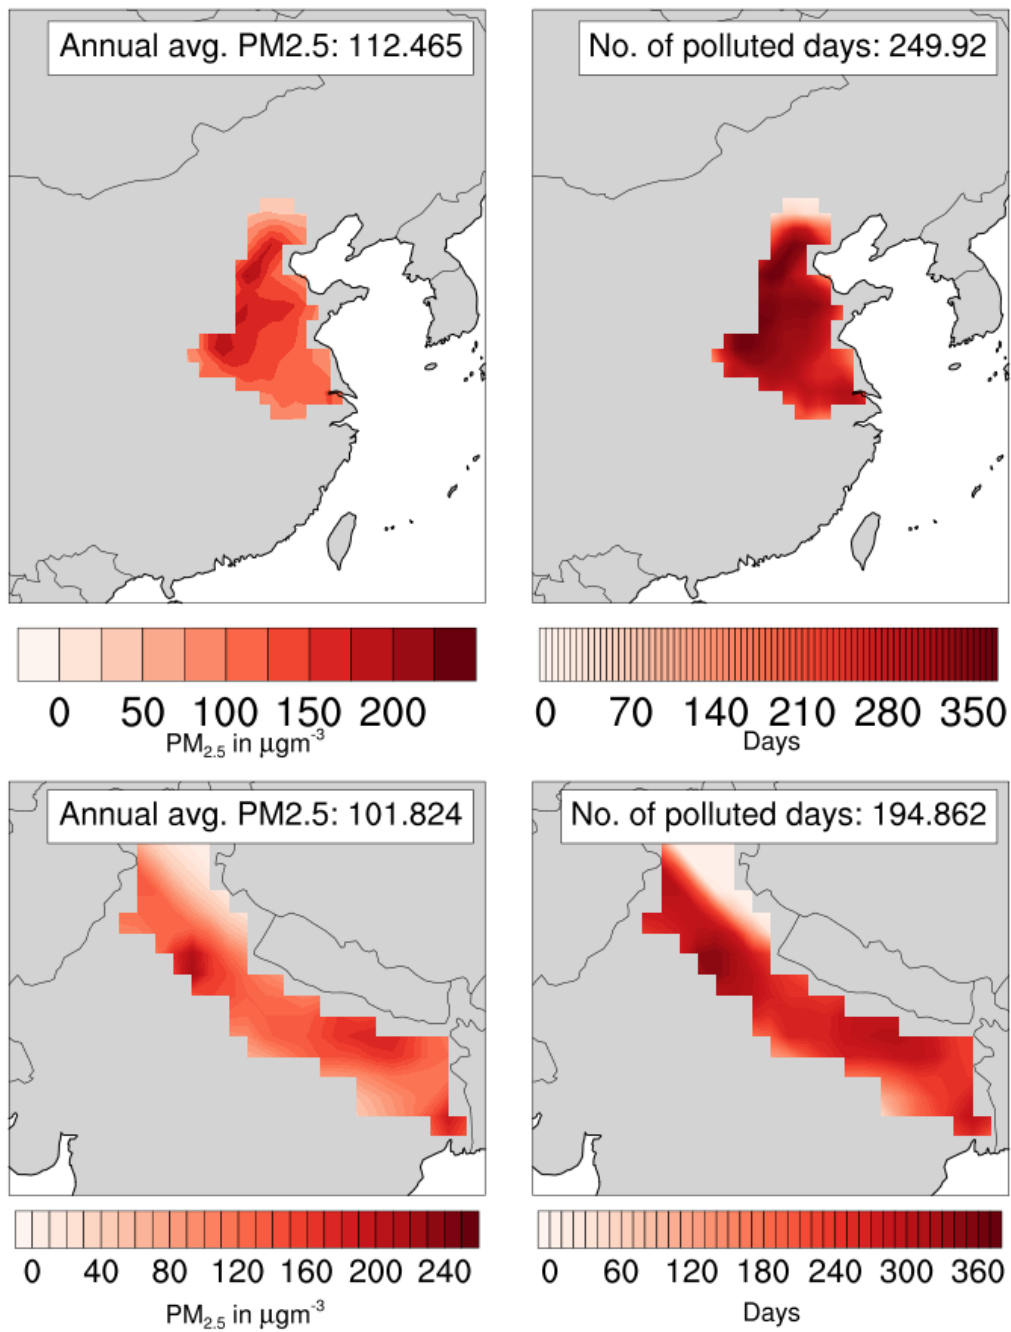 Annual avg. PM2.5: 112.465
No. of polluted days: 249.92
0 50 100 150 200
PM2.5 in μgm-3
0 70 140 210 280 350
Days
Annual avg. PM2.5: 101.824
No. of polluted days: 194.862
0 40 80 120 160 200 240
PM2.5 in μgm-3
0 60 120 180 240 300 360
Days